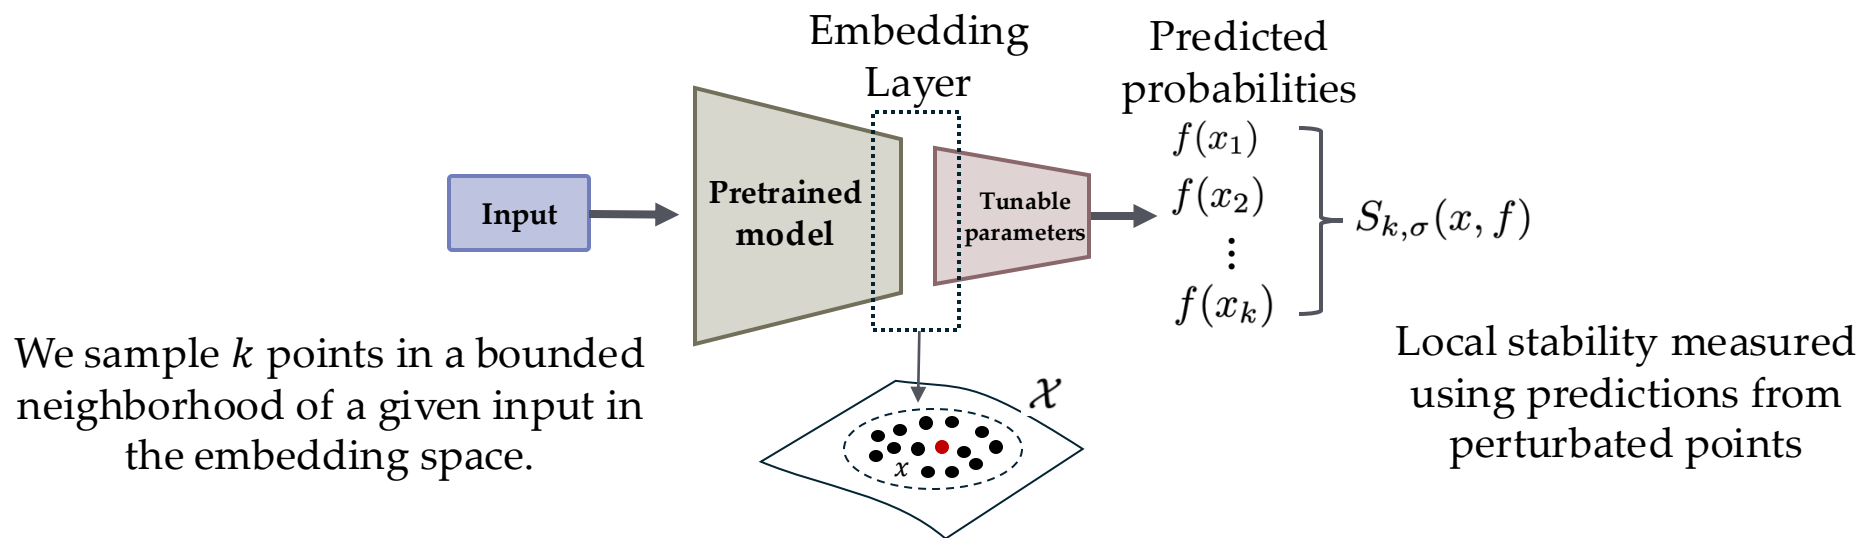 Embedding
Layer
Predicted
probabilities
Input
Pretrained
model
Tunable
parameters
f(x₁)
f(x₂)
⋮
f(xₖ)
Sₖ,σ(x, f)
We sample k points in a bounded
neighborhood of a given input in
the embedding space.
𝒳
x
Local stability measured
using predictions from
perturbated points